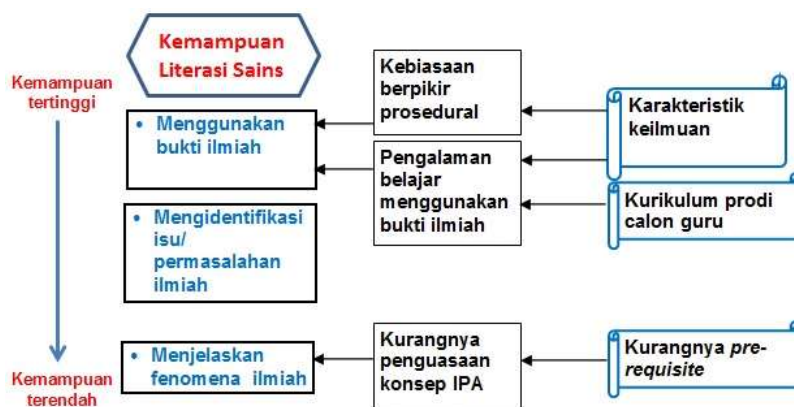 Kemampuan
Literasi Sains
Kemampuan
tertinggi
• Menggunakan
bukti ilmiah
Kebiasaan
berpikir
prosedural
Karakteristik
keilmuan
Pengalaman
belajar
menggunakan
bukti ilmiah
Kurikulum prodi
calon guru
• Mengidentifikasi
isu/
permasalahan
ilmiah
• Menjelaskan
fenomena ilmiah
Kurangnya
penguasaan
konsep IPA
Kurangnya pre-
requisite
Kemampuan
terendah